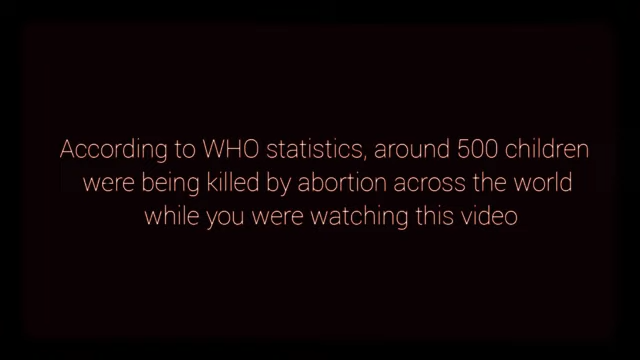 According to WHO statistics, around 500 children
were being killed by abortion across the world
while you were watching this video